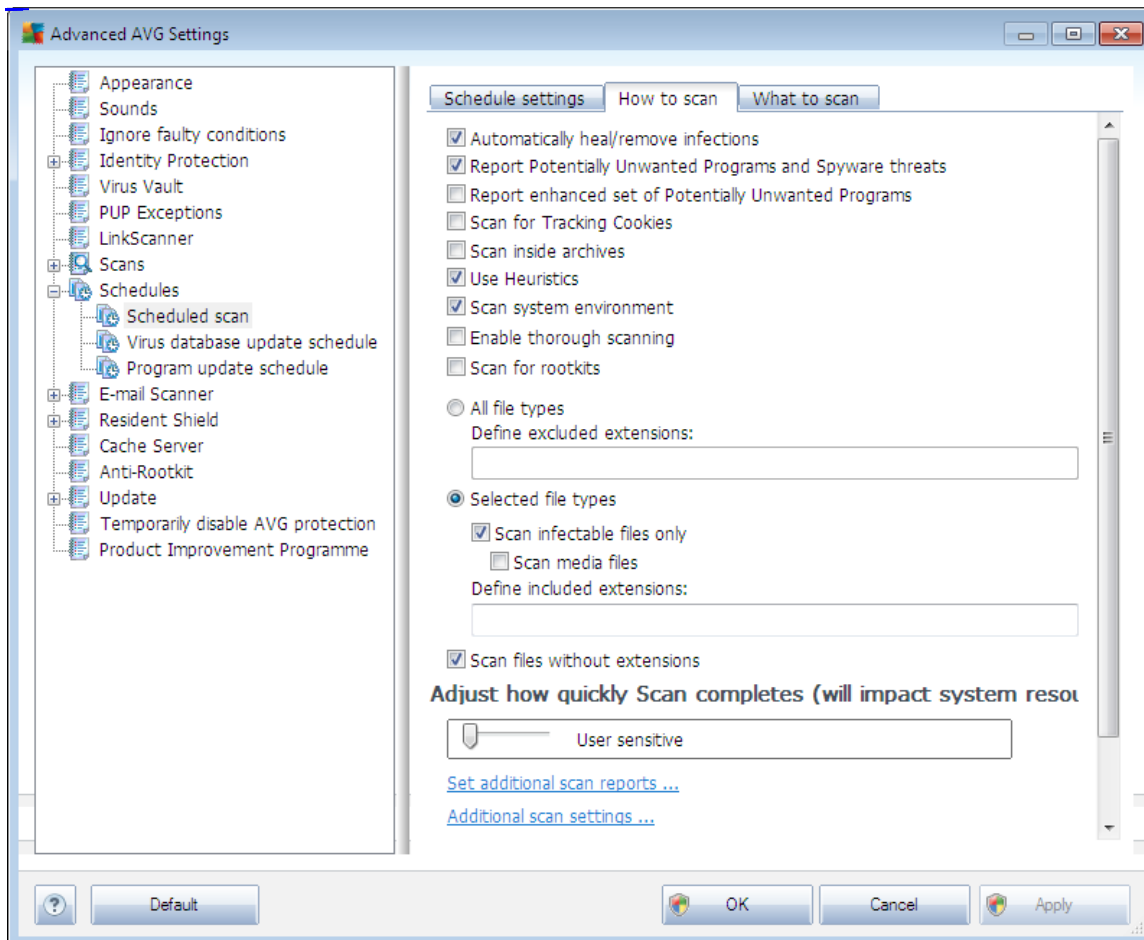 Advanced AVG Settings
Appearance
Sounds
Ignore faulty conditions
Identity Protection
Virus Vault
PUP Exceptions
LinkScanner
Scans
Schedules
Scheduled scan
Virus database update schedule
Program update schedule
E-mail Scanner
Resident Shield
Cache Server
Anti-Rootkit
Update
Temporarily disable AVG protection
Product Improvement Programme
Schedule settings How to scan What to scan
Automatically heal/remove infections
Report Potentially Unwanted Programs and Spyware threats
Report enhanced set of Potentially Unwanted Programs
Scan for Tracking Cookies
Scan inside archives
Use Heuristics
Scan system environment
Enable thorough scanning
Scan for rootkits
All file types
Define excluded extensions:
Selected file types
Scan infectable files only
Scan media files
Define included extensions:
Scan files without extensions
Adjust how quickly Scan completes (will impact system resou
User sensitive
Set additional scan reports ...
Additional scan settings ...
? Default OK Cancel Apply